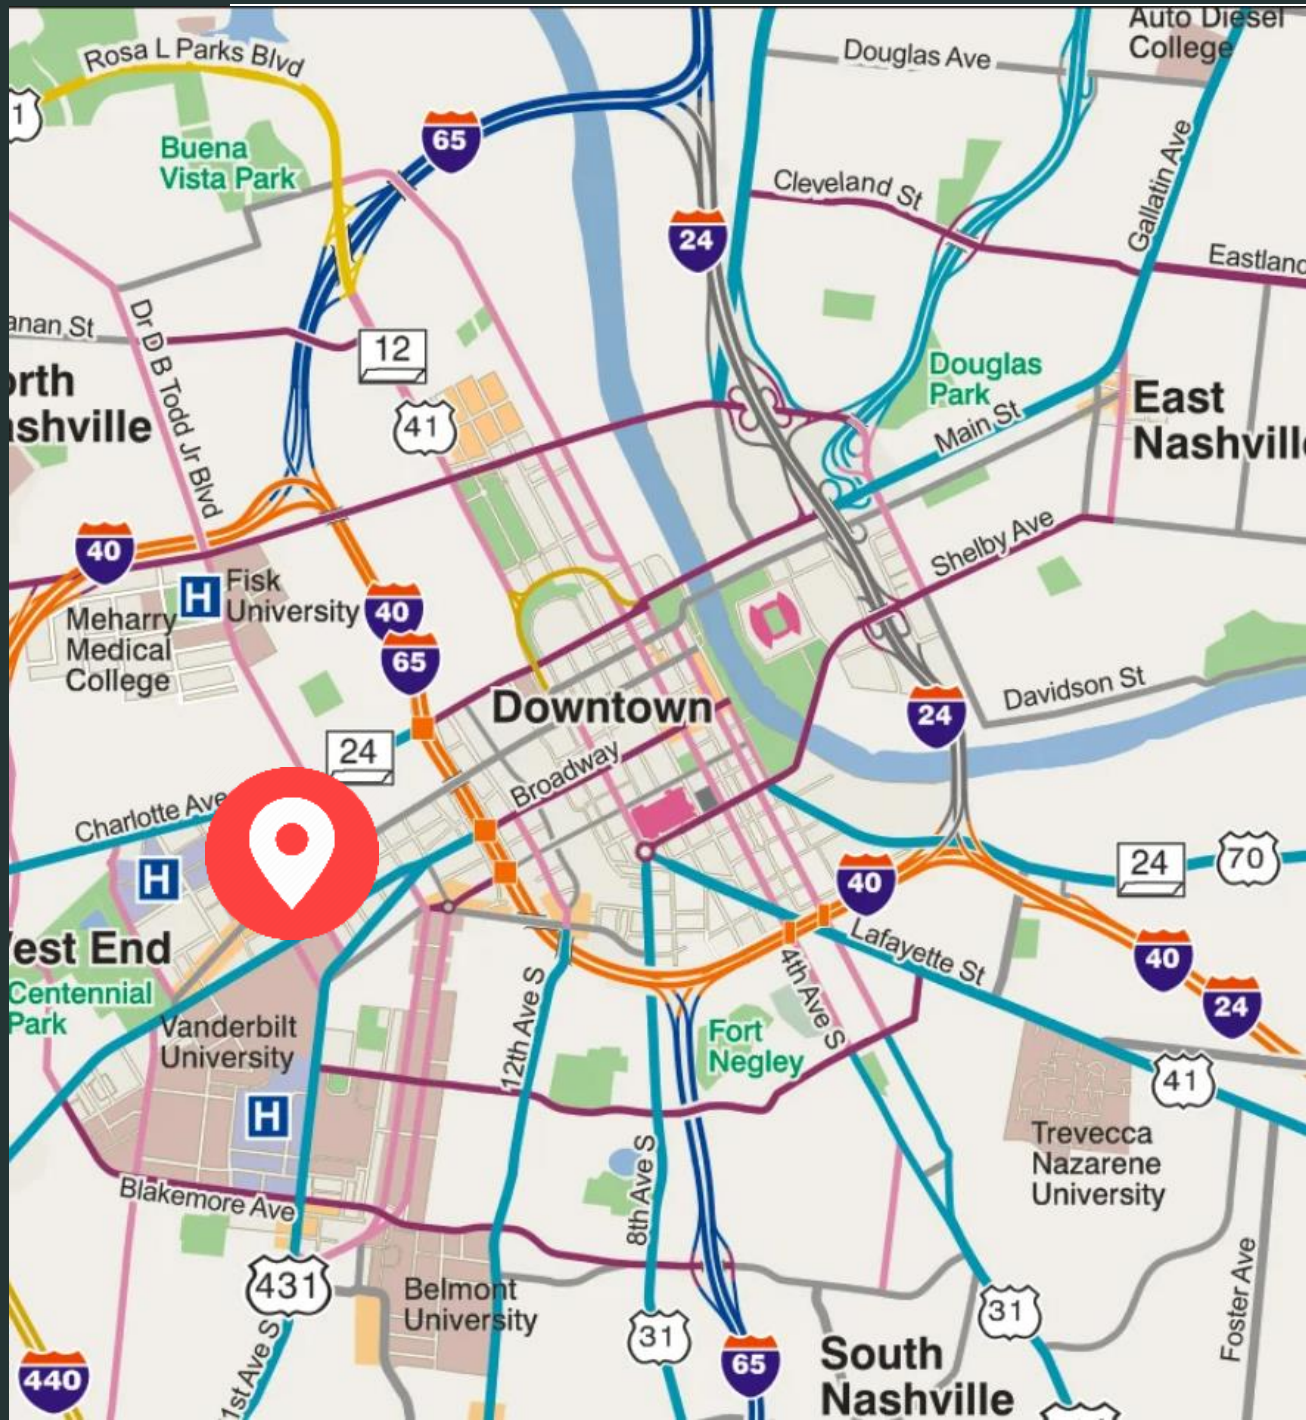 Auto Diesel
College
Rosa L Parks Blvd
Douglas Ave
1
65
Buena
Vista Park
Gallatin Ave
Cleveland St
24
Eastland
anan St
Dr D B Todd Jr Blvd
12
orth
ashville
41
Douglas
Park
Main St
East
Nashville
40
Shelby Ave
H
Fisk
University
40
Meharry
Medical
College
65
Davidson St
Downtown
24
24
Broadway
Charlotte Ave
H
40
24
70
West End
Lafayette St
40
Centennial
Park
4th Ave S
24
Vanderbilt
University
12th Ave S
Fort
Negley
41
H
Trevecca
Nazarene
University
8th Ave S
Blakemore Ave
431
Belmont
University
31
31
Foster Ave
65
South
Nashville
440
1st Ave S